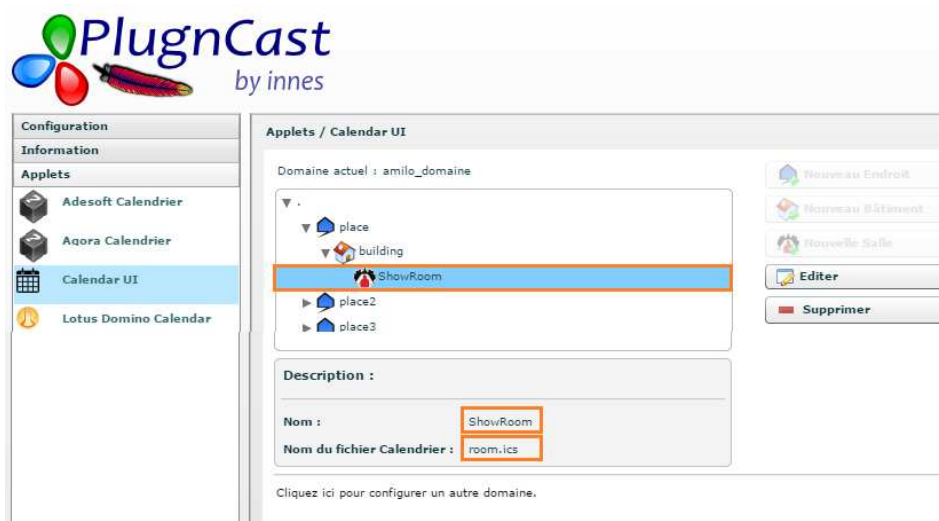 PlugnCast
by innes
Configuration
Information
Applets
Adesoft Calendrier
Agora Calendrier
Calendar UI
Lotus Domino Calendar
Applets / Calendar UI
Domaine actuel : amilo_domaine
.
place
building
ShowRoom
place2
place3
Nouveau Endroit
Nouveau Bâtiment
Nouvelle Salle
Editer
Supprimer
Description :
Nom : ShowRoom
Nom du fichier Calendrier : room.ics
Cliquez ici pour configurer un autre domaine.